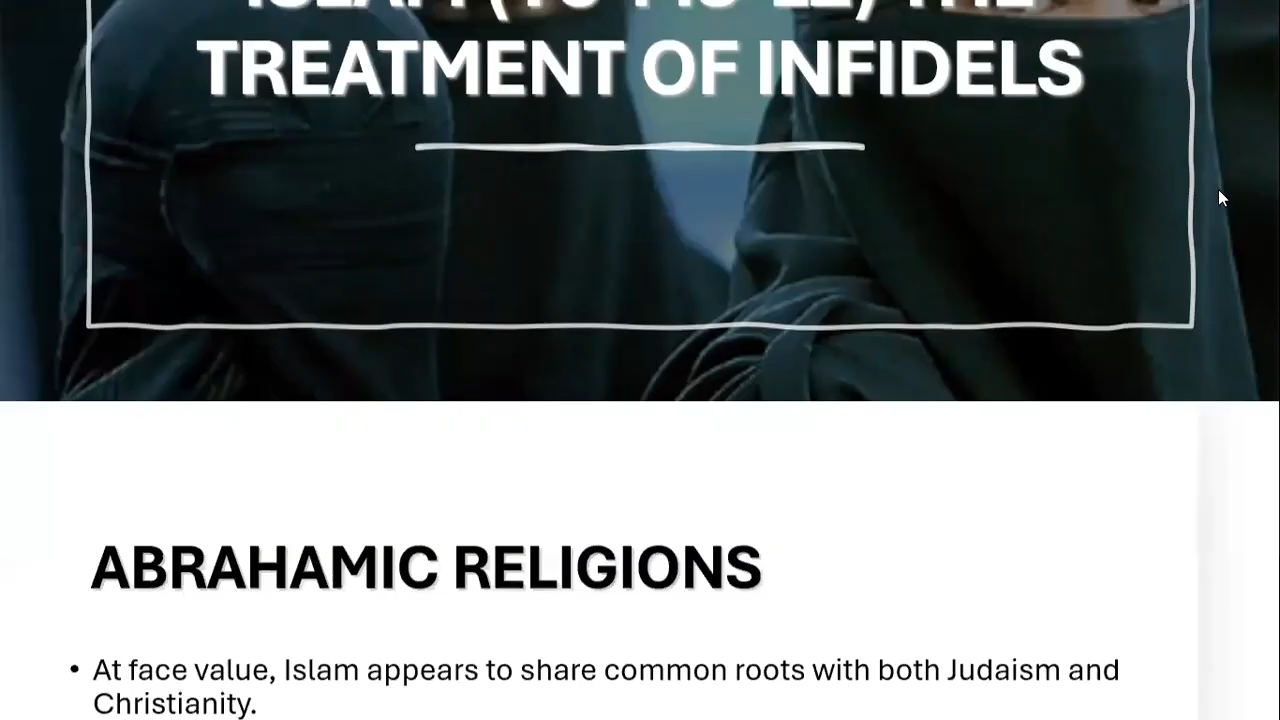 TREATMENT OF INFIDELS
ABRAHAMIC RELIGIONS
• At face value, Islam appears to share common roots with both Judaism and
Christianity.